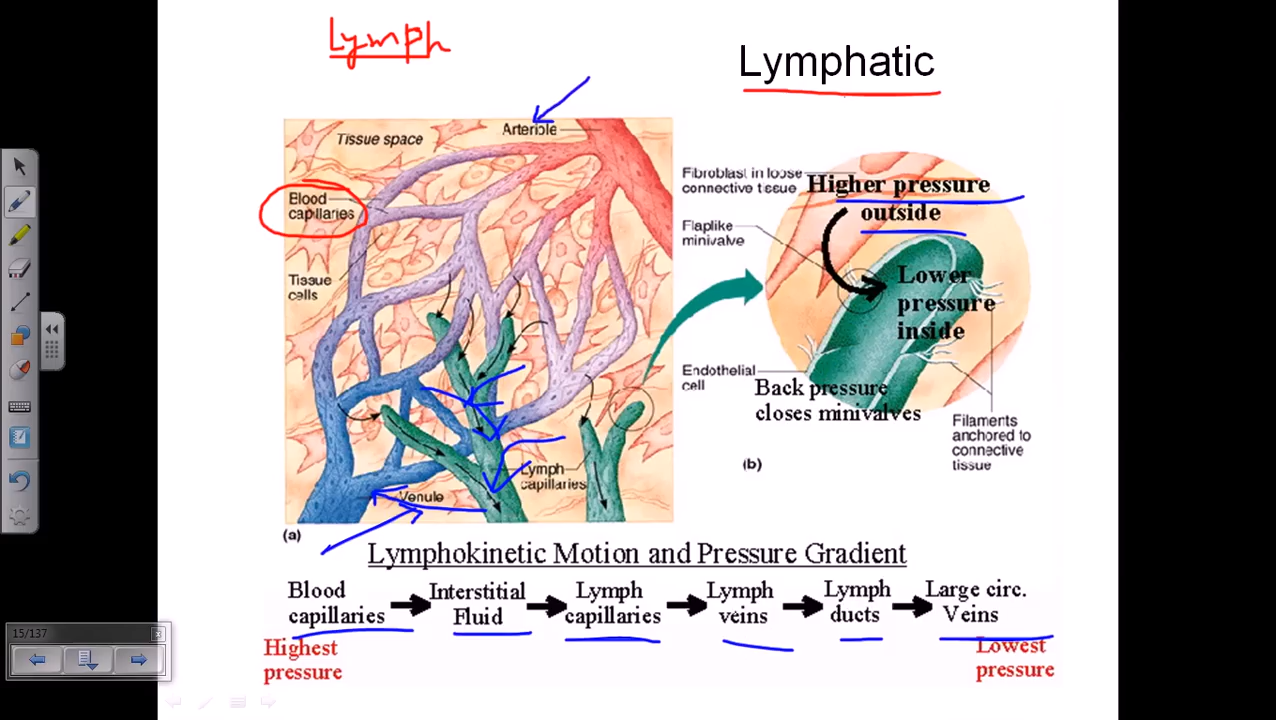 Lymph
Lymphatic
Tissue space
Arteriole
Blood
capillaries
Tissue
cells
Lymph
capillaries
Venule
(a)
Fibroblast in loose
connective tissue
Higher pressure
outside
Flaplike
minivalve
Lower
pressure
inside
Endothelial
cell
Back pressure
closes minivalves
Filaments
anchored to
connective
tissue
(b)
Lymphokinetic Motion and Pressure Gradient
Blood
capillaries
Interstitial
Fluid
Lymph
capillaries
Lymph
veins
Lymph
ducts
Large circ.
Veins
Highest
pressure
Lowest
pressure
15/137